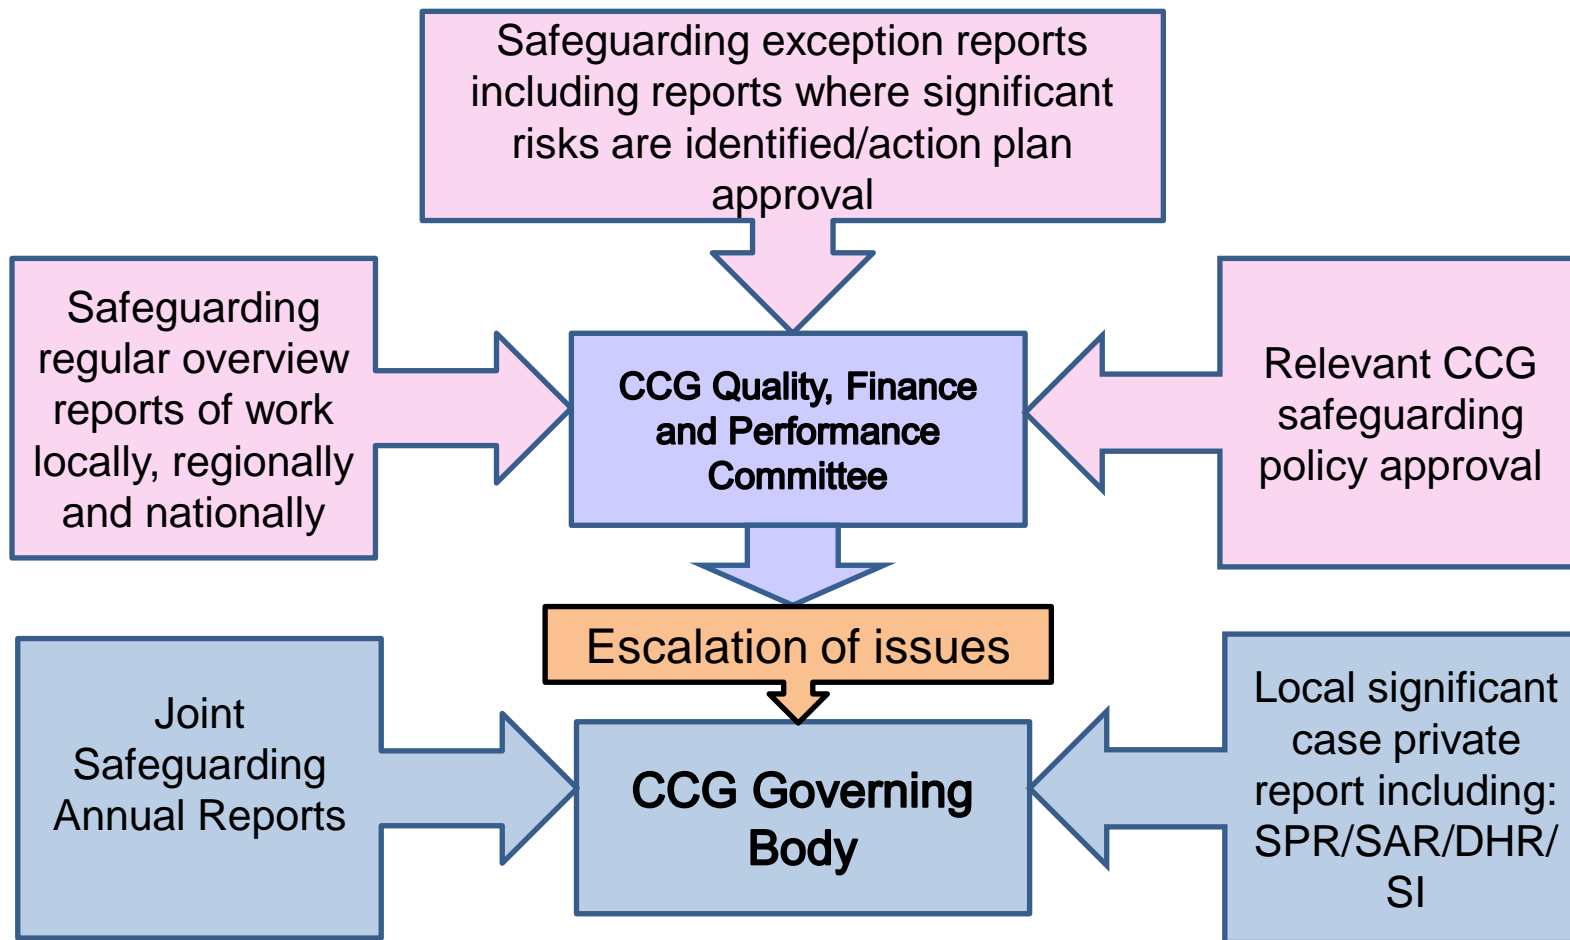 Safeguarding exception reports
including reports where significant
risks are identified/action plan
approval
Safeguarding
regular overview
reports of work
locally, regionally
and nationally
CCG Quality, Finance
and Performance
Committee
Relevant CCG
safeguarding
policy approval
Escalation of issues
Joint
Safeguarding
Annual Reports
CCG Governing
Body
Local significant
case private
report including:
SPR/SAR/DHR/
SI